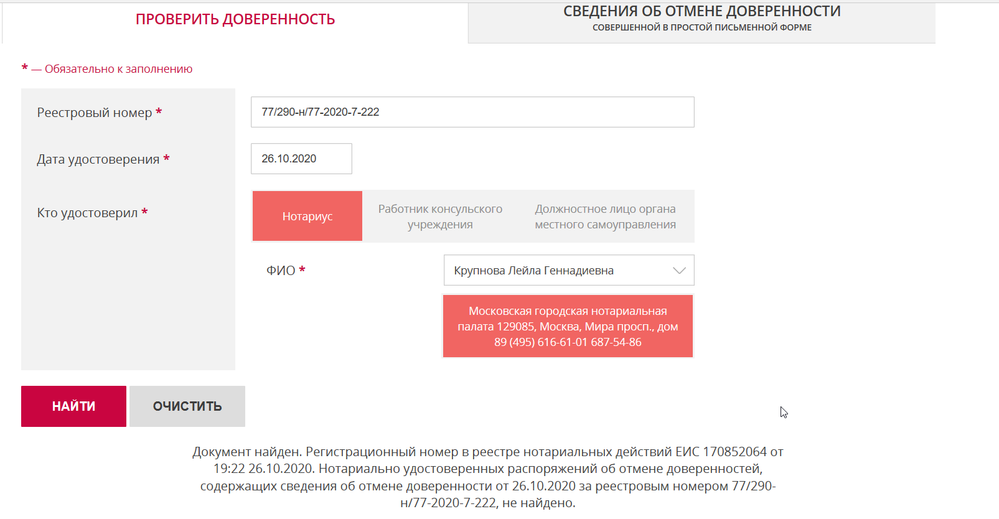 ПРОВЕРИТЬ ДОВЕРЕННОСТЬ
СВЕДЕНИЯ ОБ ОТМЕНЕ ДОВЕРЕННОСТИ
СОВЕРШЕННОЙ В ПРОСТОЙ ПИСЬМЕННОЙ ФОРМЕ
* — Обязательно к заполнению
Реестровый номер *
77/290-н/77-2020-7-222
Дата удостоверения *
26.10.2020
Кто удостоверил *
Нотариус
Работник консульского
учреждения
Должностное лицо органа
местного самоуправления
ФИО *
Крупнова Лейла Геннадиевна
Московская городская нотариальная
палата 129085, Москва, Мира просп., дом
89 (495) 616-61-01 687-54-86
НАЙТИ
ОЧИСТИТЬ
Документ найден. Регистрационный номер в реестре нотариальных действий ЕИС 170852064 от
19:22 26.10.2020. Нотариально удостоверенных распоряжений об отмене доверенностей,
содержащих сведения об отмене доверенности от 26.10.2020 за реестровым номером 77/290-
н/77-2020-7-222, не найдено.